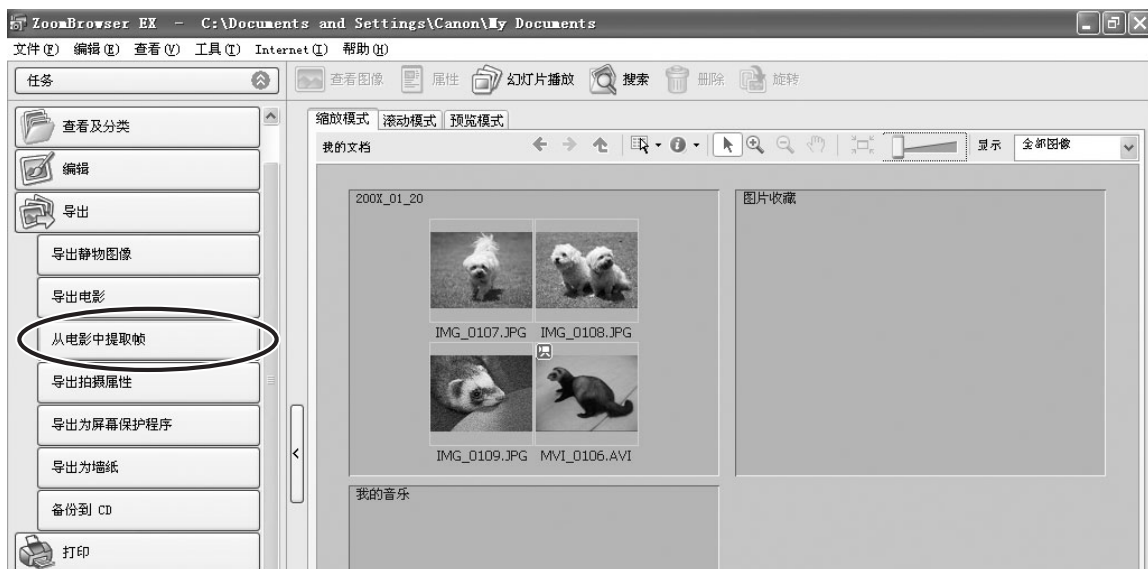 ZoomBrowser EX - C:\Documents and Settings\Canon\My Documents
文件(F) 编辑(E) 查看(V) 工具(T) Internet(I) 帮助(H)
任务
查看图像 属性 幻灯片播放 搜索 删除 旋转
查看及分类
编辑
导出
导出静物图像
导出电影
从电影中提取帧
导出拍摄属性
导出为屏幕保护程序
导出为墙纸
备份到 CD
打印
缩放模式 滚动模式 预览模式
我的文档
显示 全部图像
200X_01_20
IMG_0107.JPG IMG_0108.JPG
IMG_0109.JPG MVI_0106.AVI
图片收藏
我的音乐